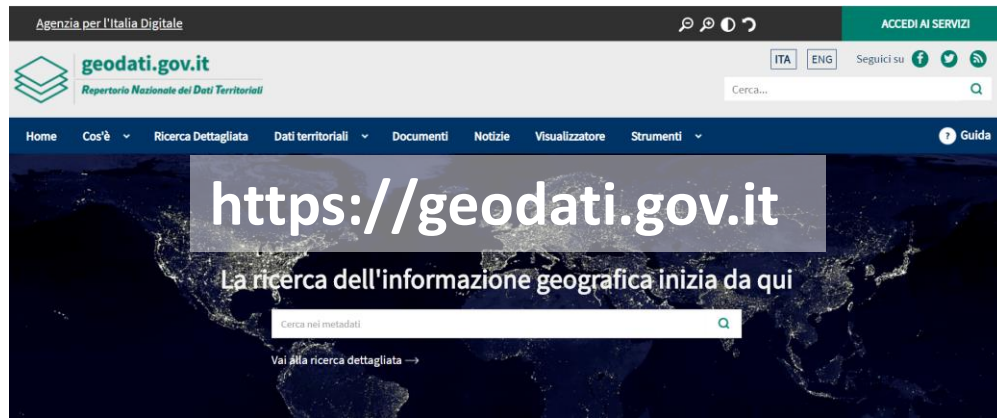 Agenzia per l'Italia Digitale
ACCEDI AI SERVIZI
geodati.gov.it
Repertorio Nazionale dei Dati Territoriali
ITA ENG Seguici su
Cerca...
Home Cos'è Ricerca Dettagliata Dati territoriali Documenti Notizie Visualizzatore Strumenti ? Guida
https://geodati.gov.it
La ricerca dell'informazione geografica inizia da qui
Cerca nei metadati
Vai alla ricerca dettagliata →